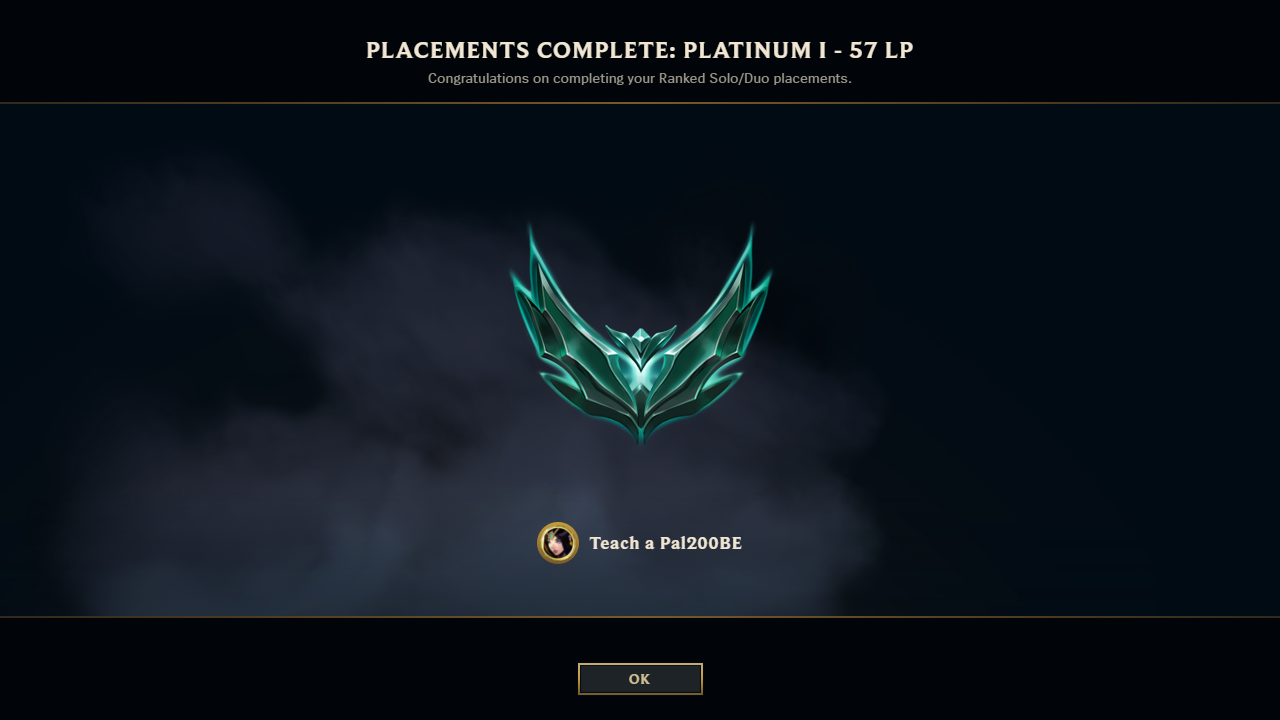 PLACEMENTS COMPLETE: PLATINUM I - 57 LP
Congratulations on completing your Ranked Solo/Duo placements.
Teach a Pal200BE
OK